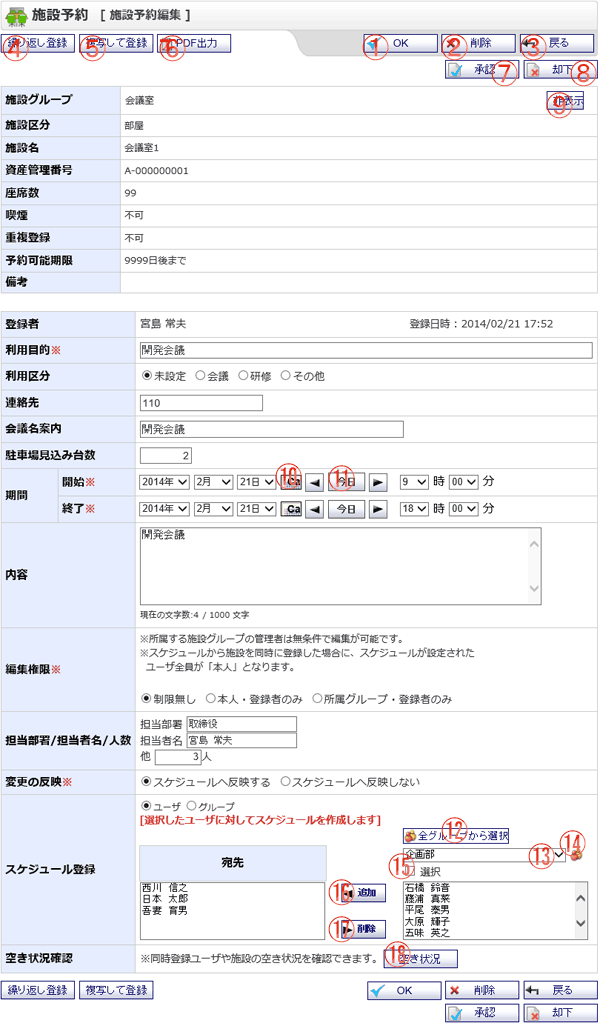 施設予約 [ 施設予約編集 ]
④ 繰り返し登録 ⑤ 複写して登録 ⑥ PDF出力 ① OK ② 削除 ③ 戻る
承認 ⑦ 却下 ⑧
施設グループ 会議室 ⑨ 非表示
施設区分 部屋
施設名 会議室1
資産管理番号 A-000000001
座席数 99
喫煙 不可
重複登録 不可
予約可能期限 9999日後まで
備考
登録者 宮島 常夫 登録日時：2014/02/21 17:52
利用目的※ 開発会議
利用区分 未設定 会議 研修 その他
連絡先 110
会議名案内 開発会議
駐車場見込み台数 2
期間
開始※ 2014年 2月 21日 ⑩ Ca ◀ ⑪ 今日 ▶ 9 時 00 分
終了※ 2014年 2月 21日 Ca ◀ 今日 ▶ 18 時 00 分
内容 開発会議
現在の文字数:4 / 1000 文字
編集権限※
※所属する施設グループの管理者は無条件で編集が可能です。
※スケジュールから施設を同時に登録した場合に、スケジュールが設定された
ユーザ全員が「本人」となります。
制限無し 本人・登録者のみ 所属グループ・登録者のみ
担当部署/担当者名/人数
担当部署 取締役
担当者名 宮島 常夫
他 3人
変更の反映※ スケジュールへ反映する スケジュールへ反映しない
スケジュール登録
ユーザ グループ
[選択したユーザに対してスケジュールを作成します]
⑫ 全グループから選択
宛先 企画部 ⑬ ⑭
⑮ 選択
西川 信之
日本 太郎
吾妻 育男
⑯ ◀ 追加
⑰ ▶ 削除
石橋 鈴音
藤浦 真菜
平尾 泰男
大原 輝子
五味 英之
空き状況確認 ※同時登録ユーザや施設の空き状況を確認できます。 ⑱ 空き状況
繰り返し登録 複写して登録 OK 削除 戻る
承認 却下